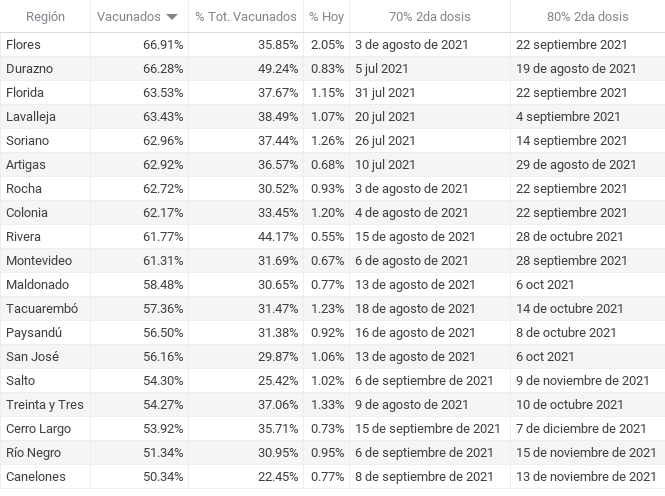 Región Vacunados % Tot. Vacunados % Hoy 70% 2da dosis 80% 2da dosis
Flores 66.91% 35.85% 2.05% 3 de agosto de 2021 22 septiembre 2021
Durazno 66.28% 49.24% 0.83% 5 jul 2021 19 de agosto de 2021
Florida 63.53% 37.67% 1.15% 31 jul 2021 22 septiembre 2021
Lavalleja 63.43% 38.49% 1.07% 20 jul 2021 4 septiembre 2021
Soriano 62.96% 37.44% 1.26% 26 jul 2021 14 septiembre 2021
Artigas 62.92% 36.57% 0.68% 10 jul 2021 29 de agosto de 2021
Rocha 62.72% 30.52% 0.93% 3 de agosto de 2021 22 septiembre 2021
Colonia 62.17% 33.45% 1.20% 4 de agosto de 2021 22 septiembre 2021
Rivera 61.77% 44.17% 0.55% 15 de agosto de 2021 28 de octubre 2021
Montevideo 61.31% 31.69% 0.67% 6 de agosto de 2021 28 septiembre 2021
Maldonado 58.48% 30.65% 0.77% 13 de agosto de 2021 6 oct 2021
Tacuarembó 57.36% 31.47% 1.23% 18 de agosto de 2021 14 de octubre 2021
Paysandú 56.50% 31.38% 0.92% 16 de agosto de 2021 8 de octubre 2021
San José 56.16% 29.87% 1.06% 13 de agosto de 2021 6 oct 2021
Salto 54.30% 25.42% 1.02% 6 de septiembre de 2021 9 de noviembre de 2021
Treinta y Tres 54.27% 37.06% 1.33% 9 de agosto de 2021 10 de octubre 2021
Cerro Largo 53.92% 35.71% 0.73% 15 de septiembre de 2021 7 de diciembre de 2021
Río Negro 51.34% 30.95% 0.95% 6 de septiembre de 2021 15 de noviembre de 2021
Canelones 50.34% 22.45% 0.77% 8 de septiembre de 2021 13 de noviembre de 2021